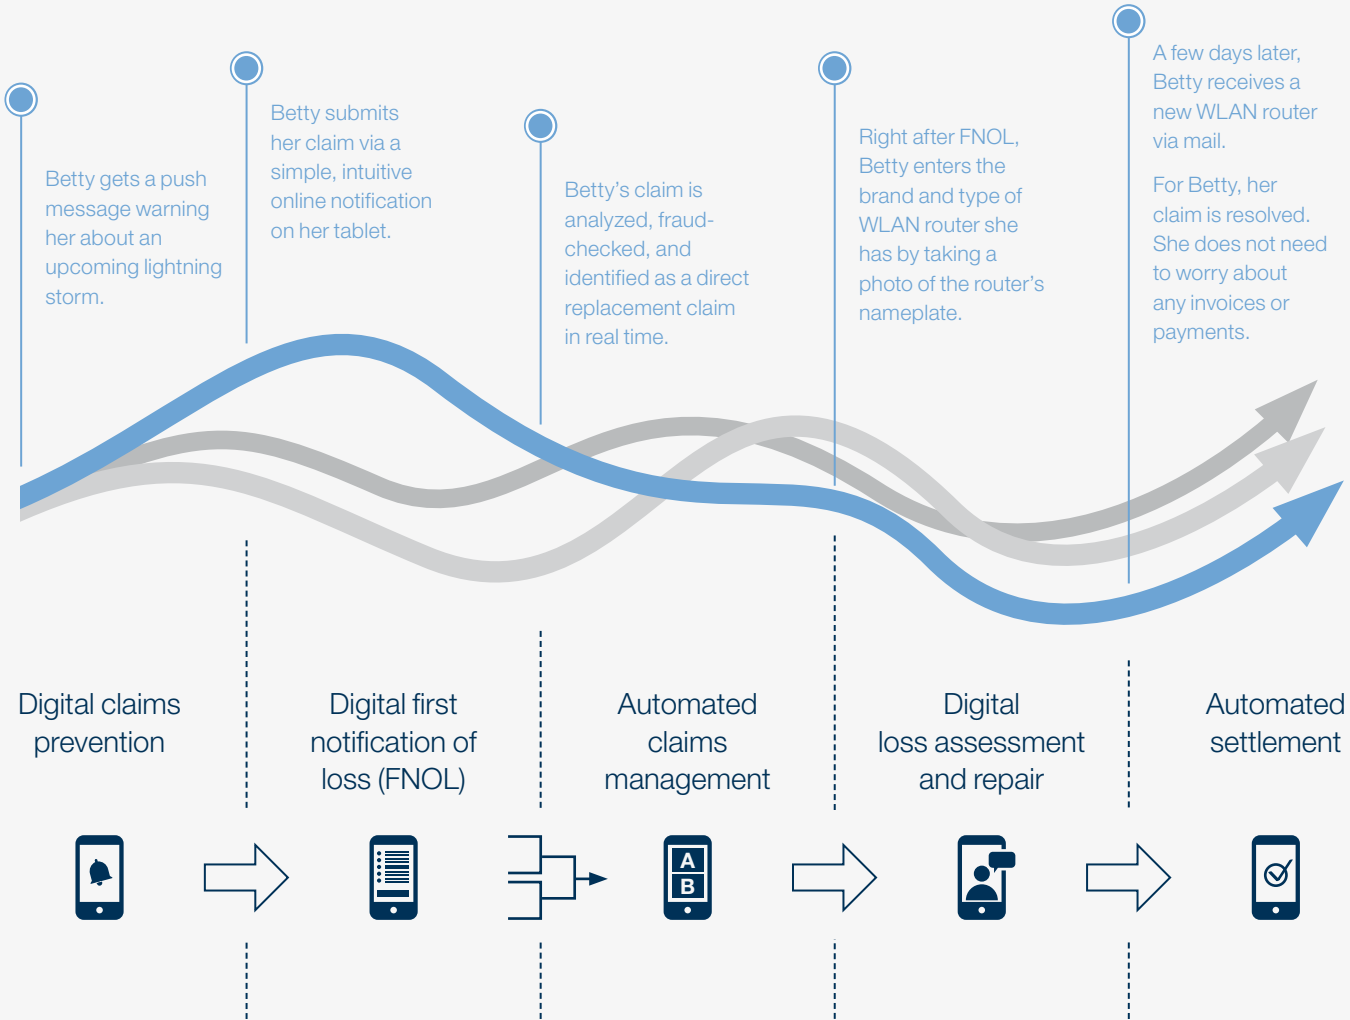 Betty gets a push
message warning
her about an
upcoming lightning
storm.
Betty submits
her claim via a
simple, intuitive
online notification
on her tablet.
Betty’s claim is
analyzed, fraud-
checked, and
identified as a direct
replacement claim
in real time.
Right after FNOL,
Betty enters the
brand and type of
WLAN router she
has by taking a
photo of the router’s
nameplate.
A few days later,
Betty receives a
new WLAN router
via mail.
For Betty, her
claim is resolved.
She does not need
to worry about
any invoices or
payments.
Digital claims
prevention
Digital first
notification of
loss (FNOL)
Automated
claims
management
Digital
loss assessment
and repair
Automated
settlement
A
B